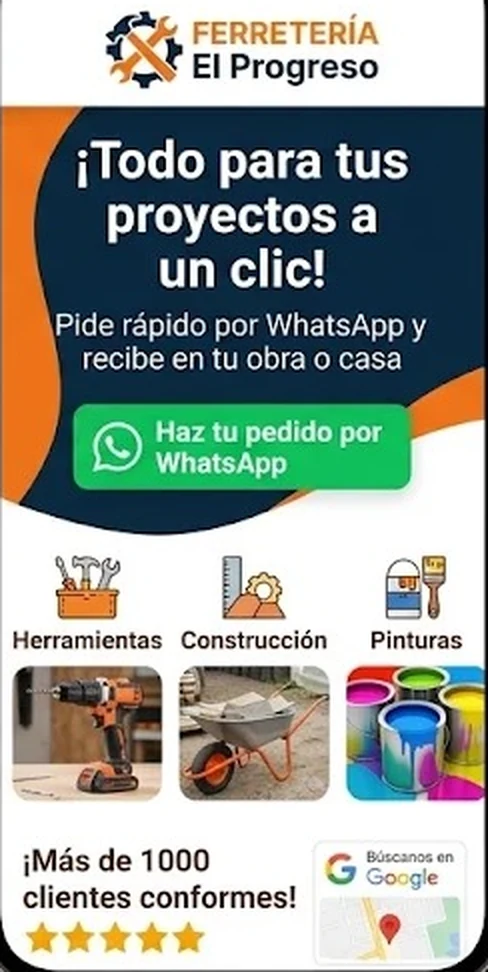 FERRETERÍA
El Progreso
¡Todo para tus
proyectos a
un clic!
Pide rápido por WhatsApp y
recibe en tu obra o casa
Haz tu pedido por
WhatsApp
Herramientas
Construcción
Pinturas
¡Más de 1000
clientes conformes!
Búscanos en
Google